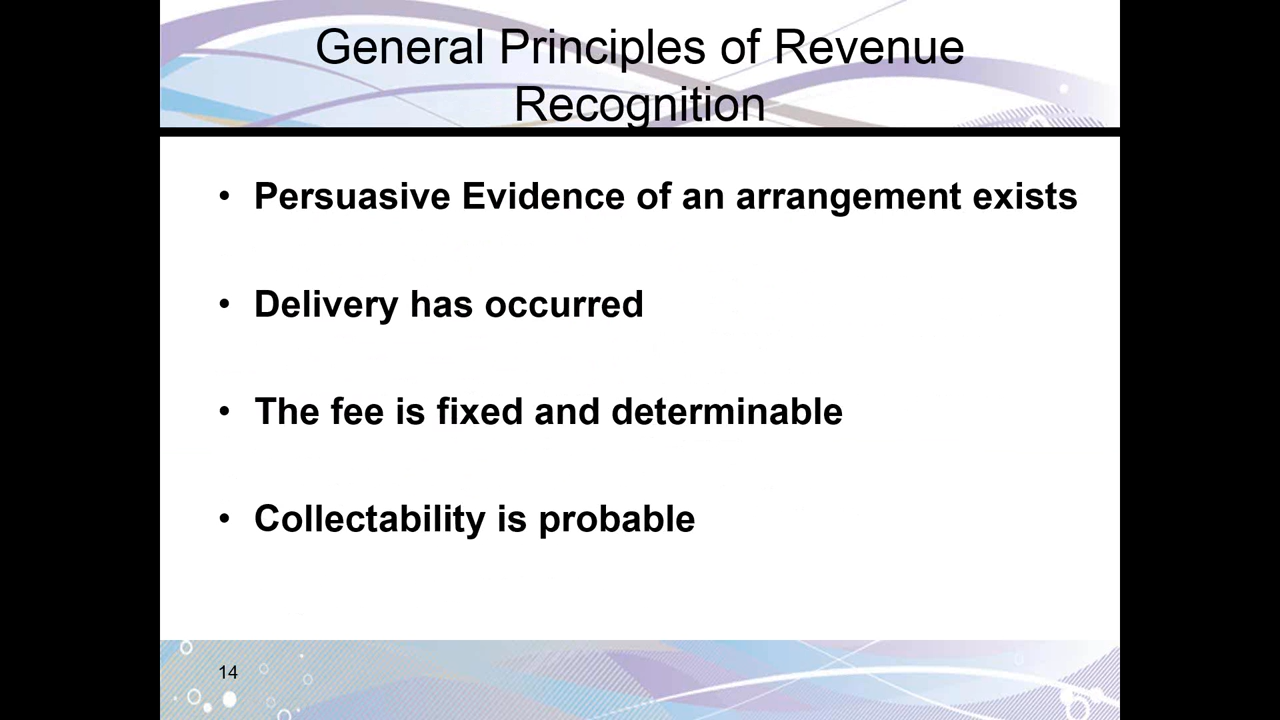 General Principles of Revenue
Recognition
• Persuasive Evidence of an arrangement exists
• Delivery has occurred
• The fee is fixed and determinable
• Collectability is probable
14